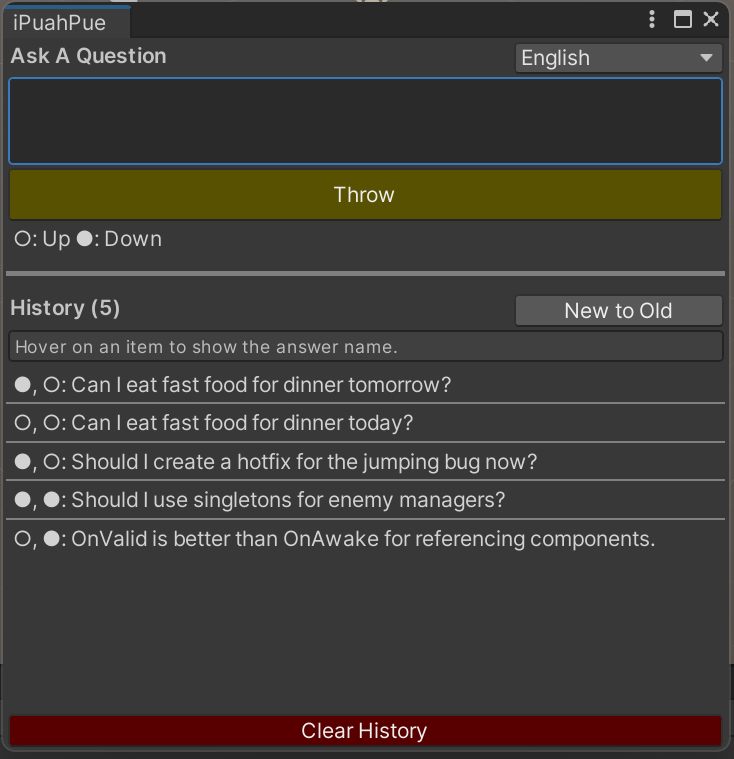 iPuahPue
Ask A Question
English
Throw
○: Up ●: Down
History (5)
New to Old
Hover on an item to show the answer name.
●, ○: Can I eat fast food for dinner tomorrow?
○, ○: Can I eat fast food for dinner today?
●, ○: Should I create a hotfix for the jumping bug now?
●, ●: Should I use singletons for enemy managers?
○, ●: OnValid is better than OnAwake for referencing components.
Clear History